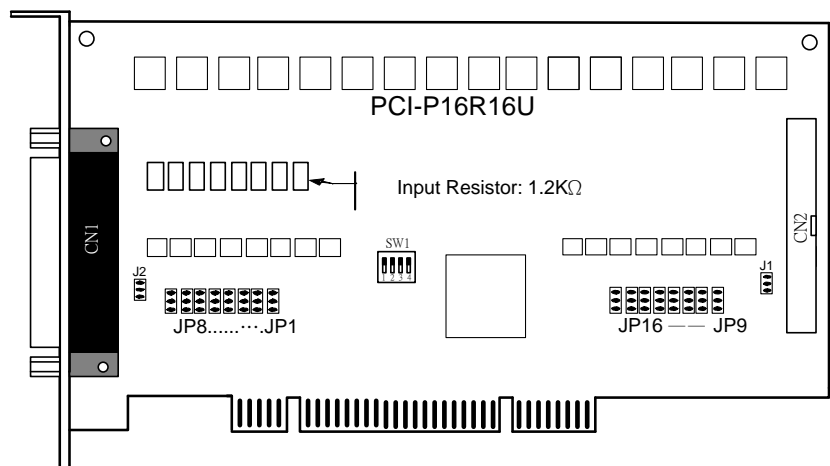 PCI-P16R16U
Input Resistor: 1.2KΩ
CN1
CN2
SW1
1 2 3 4
J2
J1
JP8......···.JP1
JP16 —— JP9